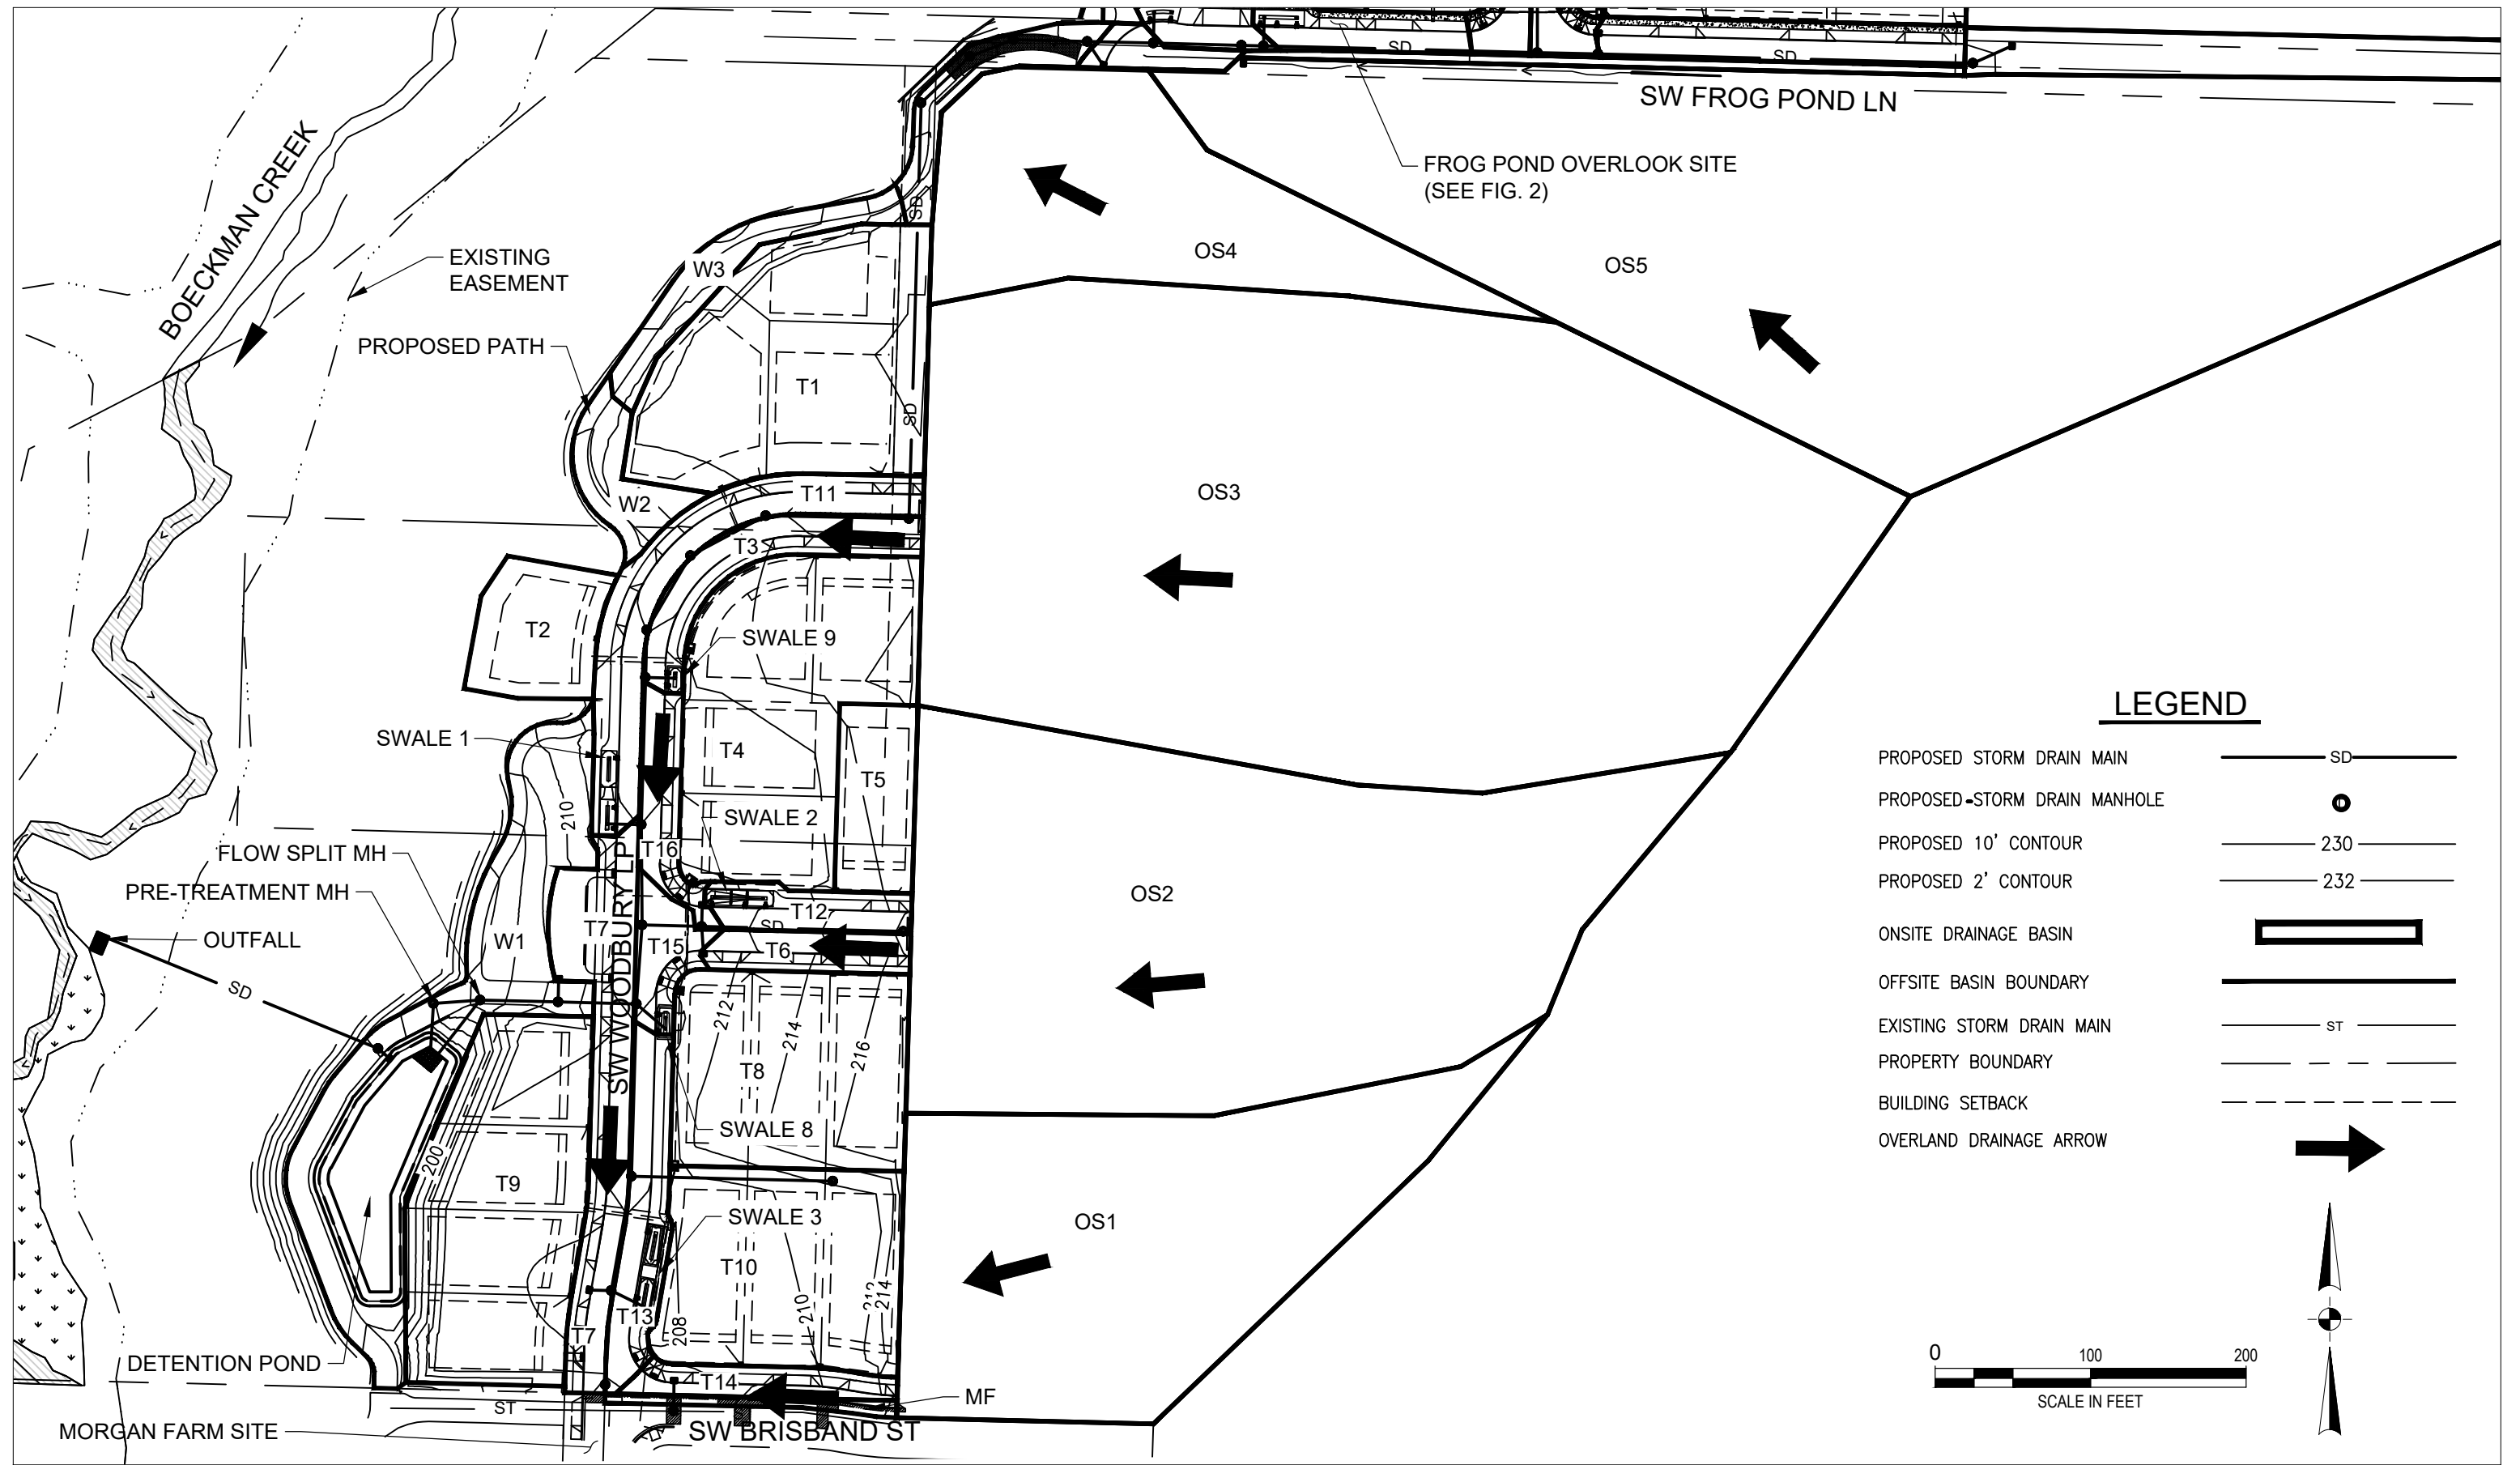 SD
SD
SW FROG POND LN
FROG POND OVERLOOK SITE
(SEE FIG. 2)
BOECKMAN CREEK
EXISTING
EASEMENT
SD
OS4
OS5
W3
PROPOSED PATH
T1
SD
W2
T11
OS3
T3
T2
SWALE 9
SWALE 1
T4
T5
210
SWALE 2
FLOW SPLIT MH
T16
PRE-TREATMENT MH
OUTFALL
W1
T7
SW WOODBURY LP
T15
T12
SD
T6
OS2
SD
212
214
216
T8
SWALE 8
200
T9
SWALE 3
OS1
T10
T13
T7
208
210
212
214
DETENTION POND
T14
MF
ST
MORGAN FARM SITE
SW BRISBAND ST
LEGEND
PROPOSED STORM DRAIN MAIN
SD
PROPOSED STORM DRAIN MANHOLE
PROPOSED 10' CONTOUR
230
PROPOSED 2' CONTOUR
232
ONSITE DRAINAGE BASIN
OFFSITE BASIN BOUNDARY
EXISTING STORM DRAIN MAIN
ST
PROPERTY BOUNDARY
BUILDING SETBACK
OVERLAND DRAINAGE ARROW
0 100 200
SCALE IN FEET